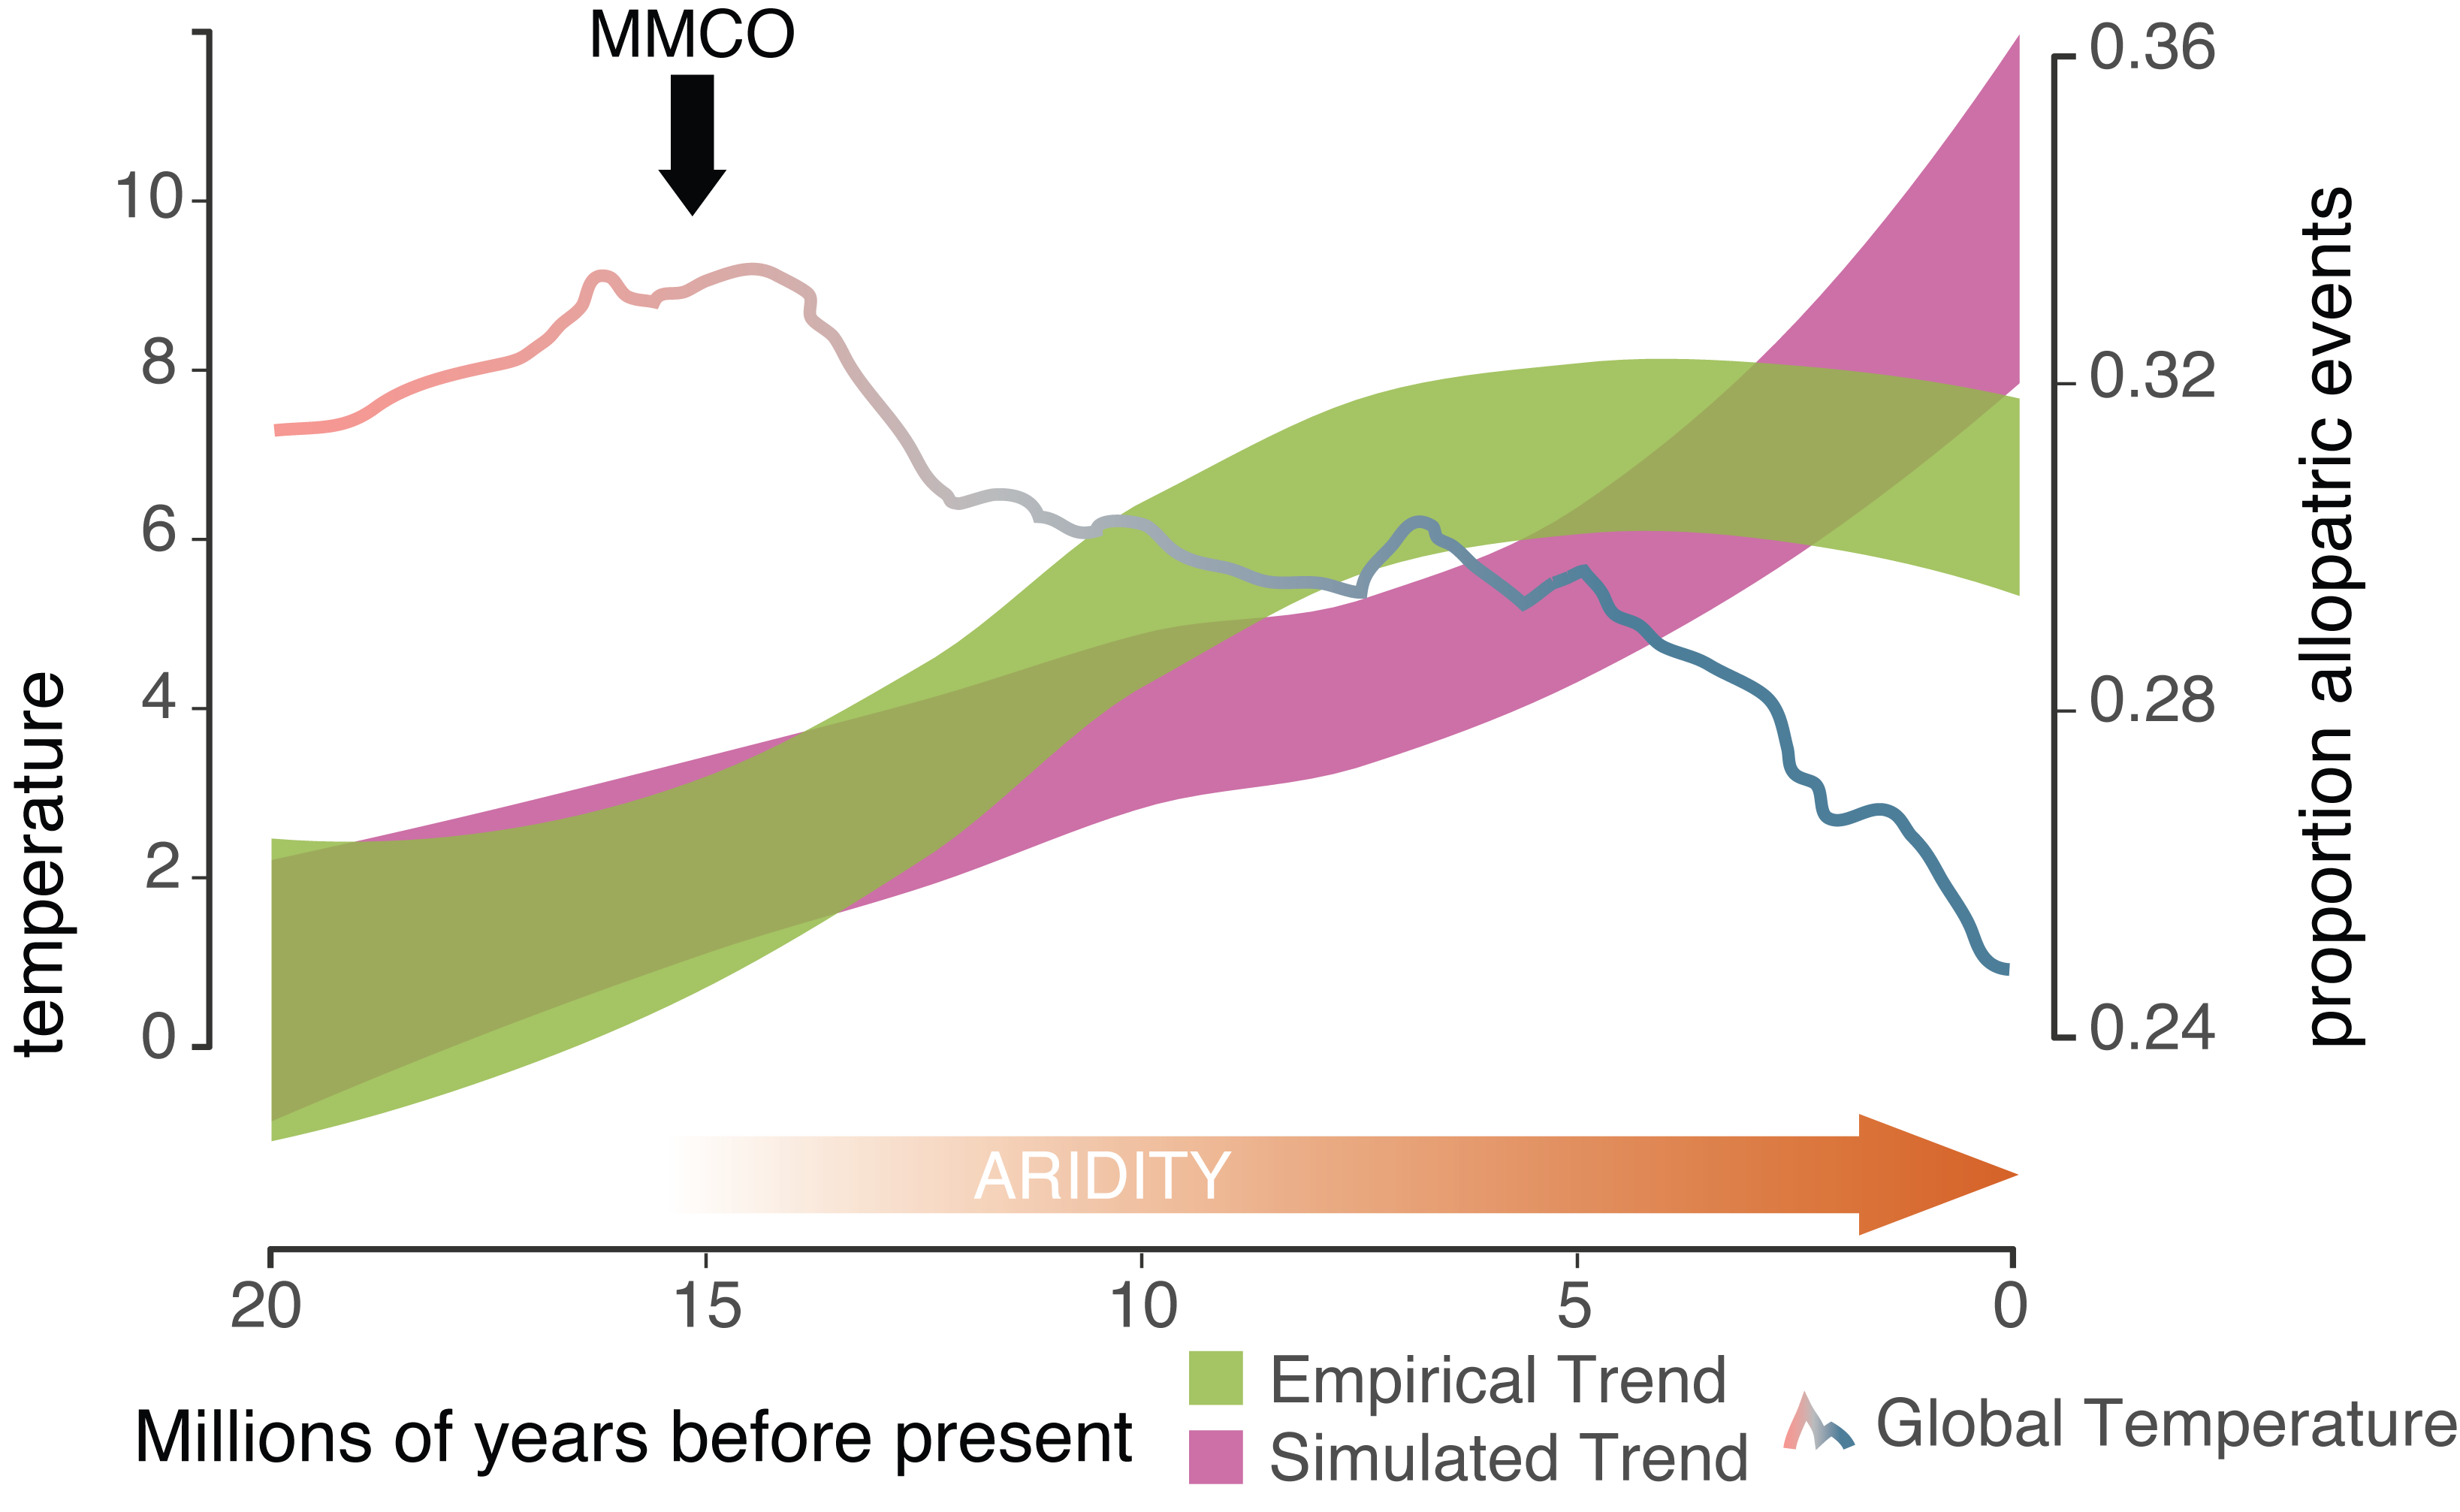 MMCO
10
8
6
4
2
0
temperature
0.36
0.32
0.28
0.24
proportion allopatric events
ARIDITY
20
15
10
5
0
Millions of years before present
Empirical Trend
Simulated Trend
Global Temperature